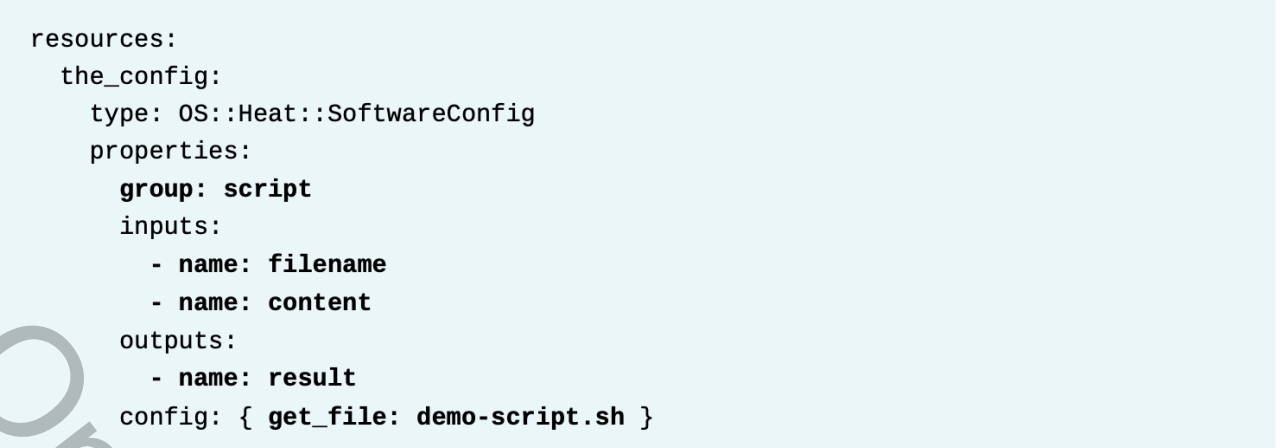 resources:
  the_config:
    type: OS::Heat::SoftwareConfig
    properties:
      group: script
      inputs:
        - name: filename
        - name: content
      outputs:
        - name: result
      config: { get_file: demo-script.sh }